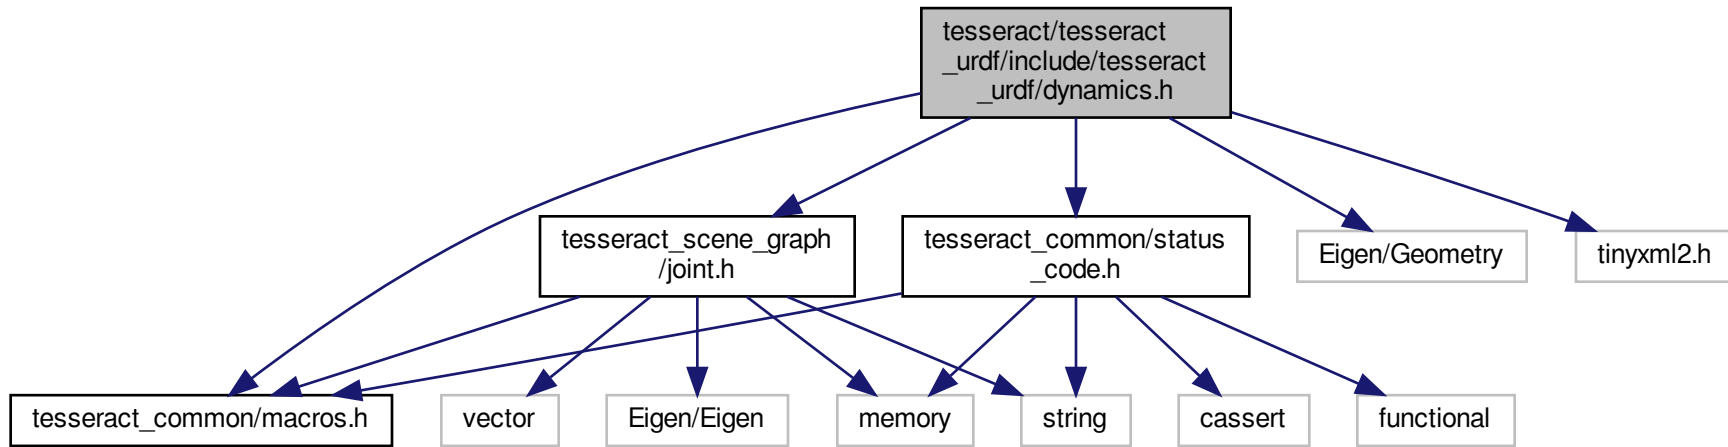 tesseract/tesseract
_urdf/include/tesseract
_urdf/dynamics.h
tesseract_scene_graph
/joint.h
tesseract_common/status
_code.h
Eigen/Geometry
tinyxml2.h
tesseract_common/macros.h
vector
Eigen/Eigen
memory
string
cassert
functional